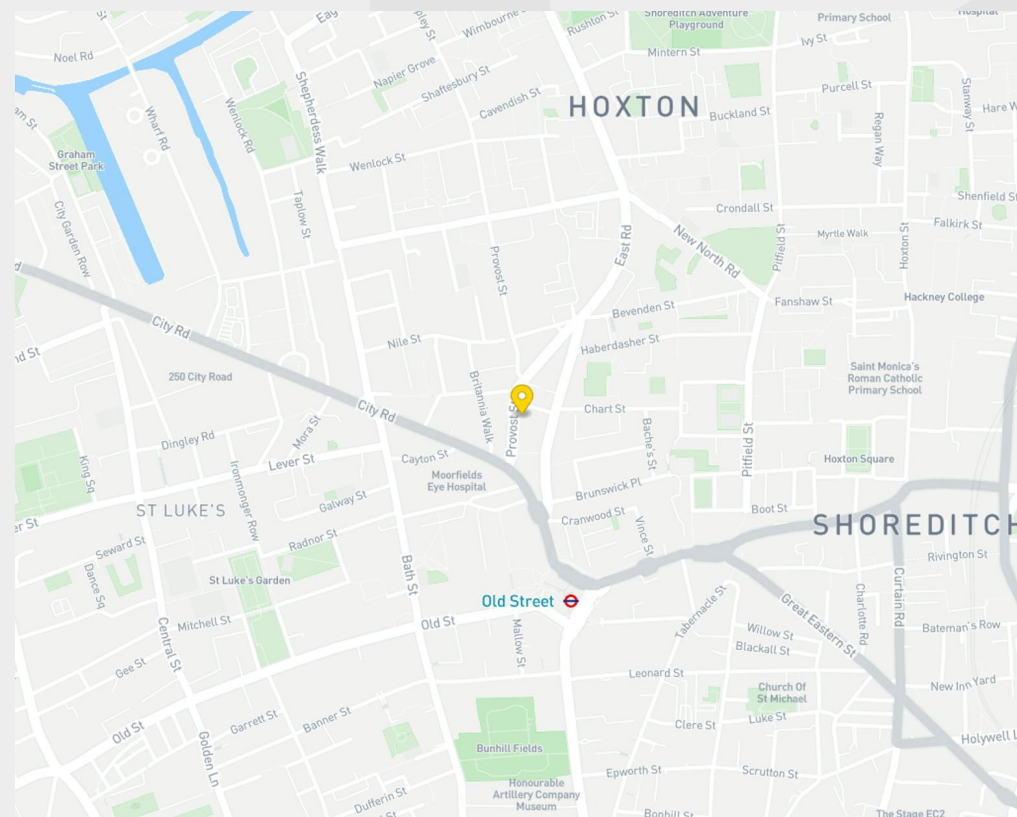 Shoreditch Adventure
Playground
Primary School
Hospital
Wimbourne
Rushton St
Ivy St
Noel Rd
Mintern St
Napier Grove
Shaftesbury St
Purcell St
Cavendish St
HOXTON
Buckland St
Stanway St
Hare
Shepherdess Walk
Wharf Rd
Wenlock Rd
Regan Way
Graham
Street Park
Wenlock St
Shenfield St
Taplow St
Crondall St
Falkirk St
City Garden Row
East Rd
New North Rd
Pitfield St
Myrtle Walk
Hoxton St
Provost St
Fanshaw St
Hackney College
Bevenden St
City Rd
Nile St
Haberdasher St
250 City Road
Saint Monica's
Roman Catholic
Primary School
Britannia Walk
City Rd
Provost St
Chart St
Mora St
Bache's St
Pitfield St
Dingley Rd
Lever St
Cayton St
Hoxton Square
King Sq
Ironmonger Row
Moorfields
Eye Hospital
Brunswick Pl
Galway St
ST LUKE'S
Boot St
Cranwood St
SHOREDITCH
Vince St
Seward St
Radnor St
Rivington St
Dance Sq
St Luke's Garden
Bath St
Curtain Rd
Old Street
Tabernacle St
Great Eastern St
Charlotte Rd
Mitchell St
Old St
Mallow St
Willow St
Bateman's Row
Central St
Blackall St
Gee St
Leonard St
New Inn Yard
Church Of
St Michael
Garrett St
Banner St
Luke St
Clere St
Old St
Holywell
Golden Ln
Bunhill Fields
Epworth St
Scrutton St
Honourable
Artillery Company
Museum
Dufferin St
Bonhill St
The Stage EC2